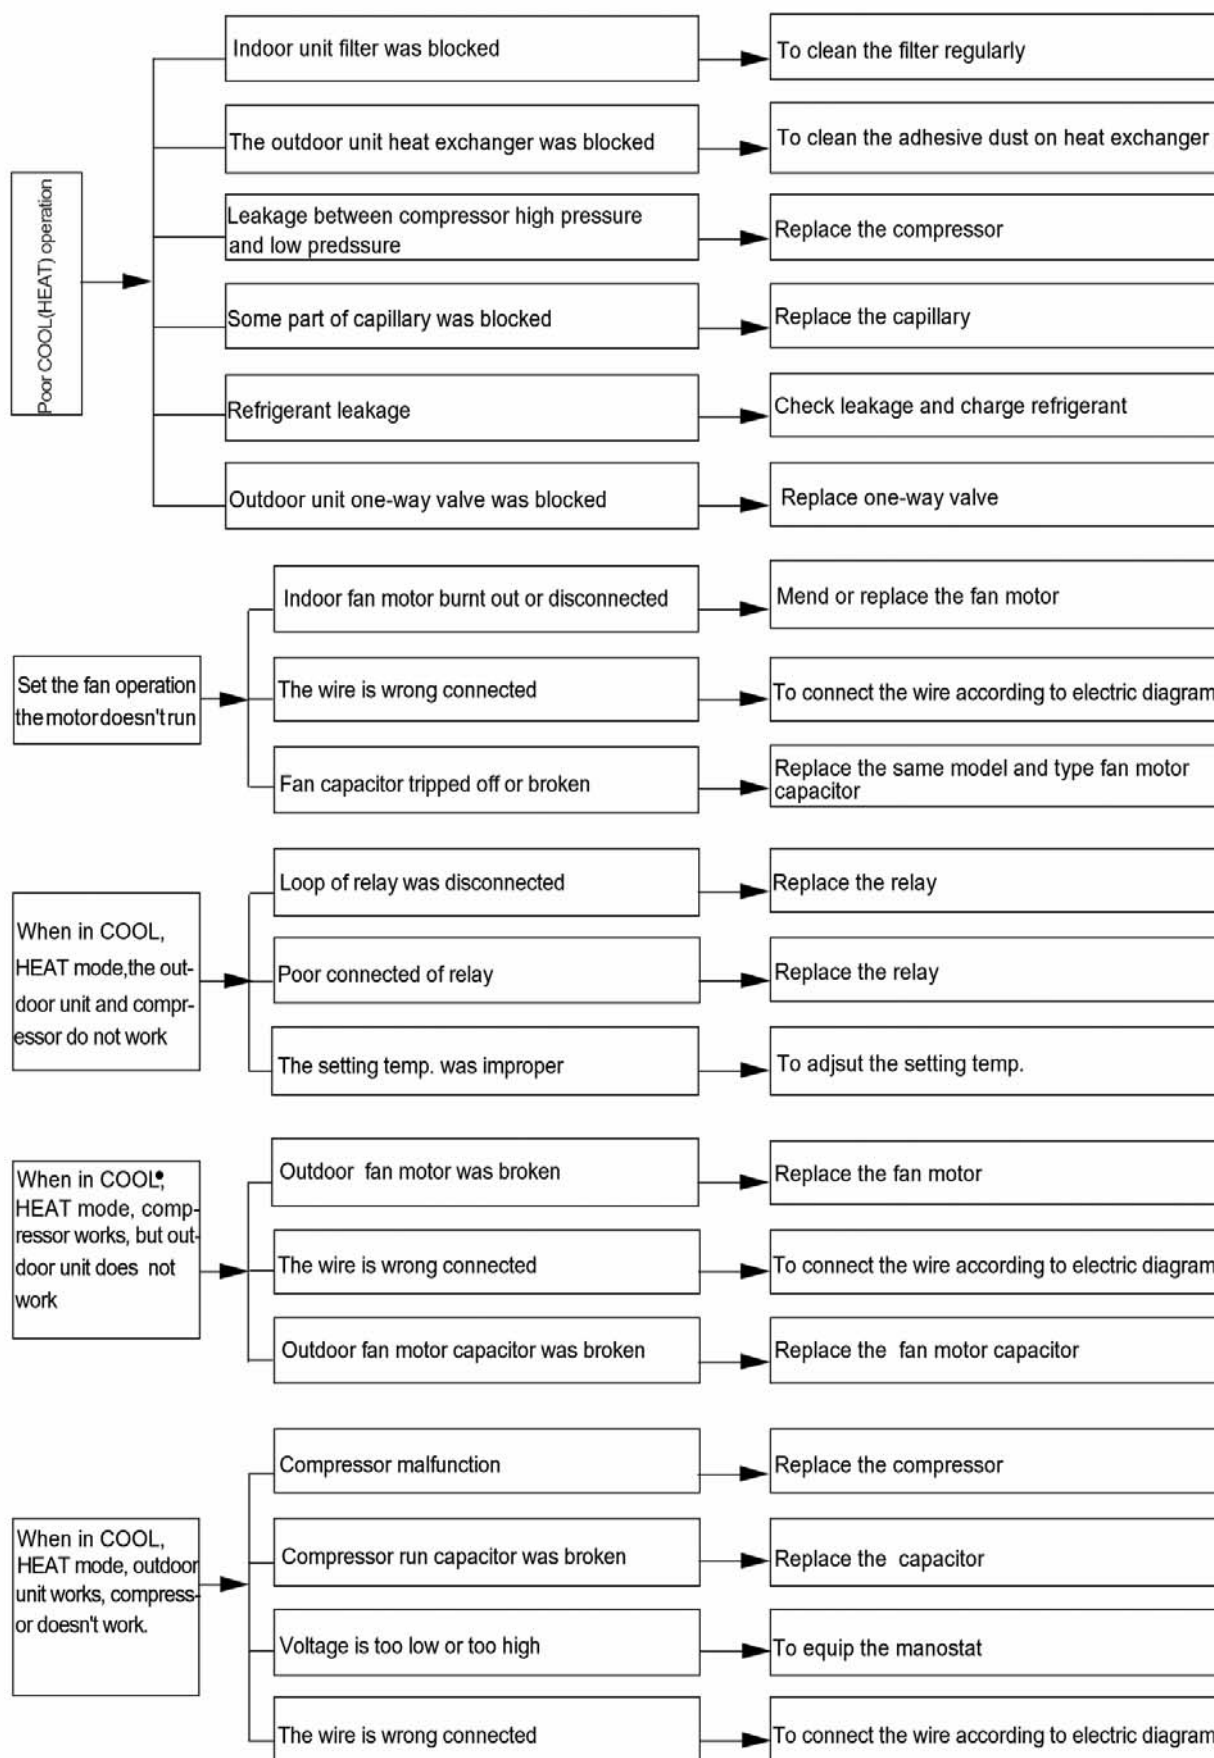 Poor COOL(HEAT) operation
Indoor unit filter was blocked
To clean the filter regularly
The outdoor unit heat exchanger was blocked
To clean the adhesive dust on heat exchanger
Leakage between compressor high pressure
and low predssure
Replace the compressor
Some part of capillary was blocked
Replace the capillary
Refrigerant leakage
Check leakage and charge refrigerant
Outdoor unit one-way valve was blocked
Replace one-way valve
Set the fan operation
the motor doesn't run
Indoor fan motor burnt out or disconnected
Mend or replace the fan motor
The wire is wrong connected
To connect the wire according to electric diagram
Fan capacitor tripped off or broken
Replace the same model and type fan motor
capacitor
When in COOL,
HEAT mode,the out-
door unit and compr-
essor do not work
Loop of relay was disconnected
Replace the relay
Poor connected of relay
Replace the relay
The setting temp. was improper
To adjsut the setting temp.
When in COOL,
HEAT mode, comp-
ressor works, but out-
door unit does not
work
Outdoor fan motor was broken
Replace the fan motor
The wire is wrong connected
To connect the wire according to electric diagram
Outdoor fan motor capacitor was broken
Replace the fan motor capacitor
When in COOL,
HEAT mode, outdoor
unit works, compress-
or doesn't work.
Compressor malfunction
Replace the compressor
Compressor run capacitor was broken
Replace the capacitor
Voltage is too low or too high
To equip the manostat
The wire is wrong connected
To connect the wire according to electric diagram